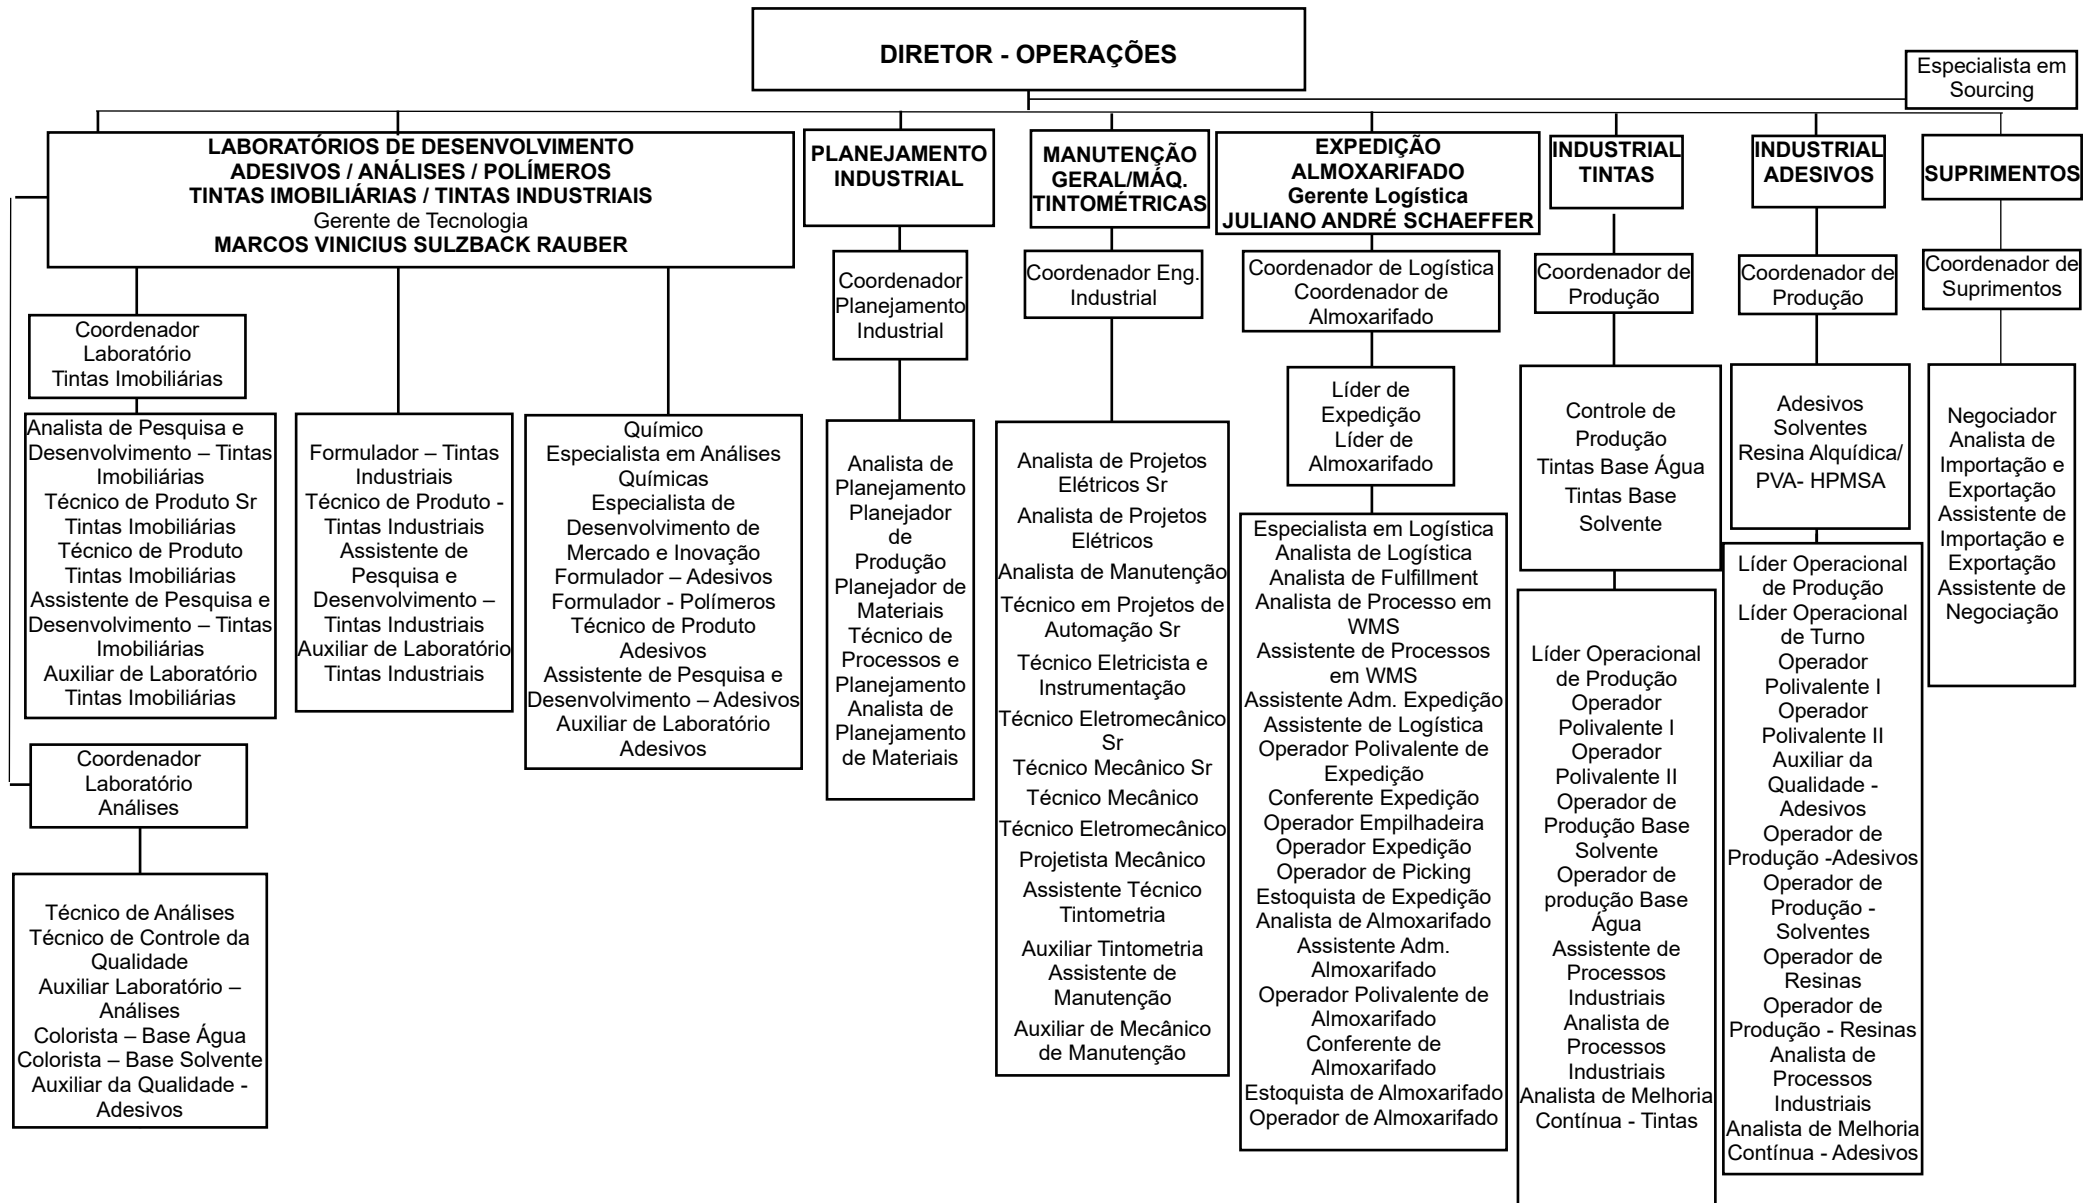 DIRETOR - OPERAÇÕES
Especialista em
Sourcing
LABORATÓRIOS DE DESENVOLVIMENTO
ADESIVOS / ANÁLISES / POLÍMEROS
TINTAS IMOBILIÁRIAS / TINTAS INDUSTRIAIS
Gerente de Tecnologia
MARCOS VINICIUS SULZBACK RAUBER
Coordenador
Laboratório
Tintas Imobiliárias
Analista de Pesquisa e
Desenvolvimento – Tintas
Imobiliárias
Técnico de Produto Sr
Tintas Imobiliárias
Técnico de Produto
Tintas Imobiliárias
Assistente de Pesquisa e
Desenvolvimento – Tintas
Imobiliárias
Auxiliar de Laboratório
Tintas Imobiliárias
Coordenador
Laboratório
Análises
Técnico de Análises
Técnico de Controle da
Qualidade
Auxiliar Laboratório –
Análises
Colorista – Base Água
Colorista – Base Solvente
Auxiliar da Qualidade -
Adesivos
Formulador – Tintas
Industriais
Técnico de Produto -
Tintas Industriais
Assistente de
Pesquisa e
Desenvolvimento –
Tintas Industriais
Auxiliar de Laboratório
Tintas Industriais
Químico
Especialista em Análises
Químicas
Especialista de
Desenvolvimento de
Mercado e Inovação
Formulador – Adesivos
Formulador - Polímeros
Técnico de Produto
Adesivos
Assistente de Pesquisa e
Desenvolvimento – Adesivos
Auxiliar de Laboratório
Adesivos
PLANEJAMENTO
INDUSTRIAL
Coordenador
Planejamento
Industrial
Analista de
Planejamento
Planejador
de
Produção
Planejador de
Materiais
Técnico de
Processos e
Planejamento
Analista de
Planejamento
de Materiais
MANUTENÇÃO
GERAL/MÁQ.
TINTOMÉTRICAS
Coordenador Eng.
Industrial
Analista de Projetos
Elétricos Sr
Analista de Projetos
Elétricos
Analista de Manutenção
Técnico em Projetos de
Automação Sr
Técnico Eletricista e
Instrumentação
Técnico Eletromecânico
Sr
Técnico Mecânico Sr
Técnico Mecânico
Técnico Eletromecânico
Projetista Mecânico
Assistente Técnico
Tintometria
Auxiliar Tintometria
Assistente de
Manutenção
Auxiliar de Mecânico
de Manutenção
EXPEDIÇÃO
ALMOXARIFADO
Gerente Logística
JULIANO ANDRÉ SCHAEFFER
Coordenador de Logística
Coordenador de
Almoxarifado
Líder de
Expedição
Líder de
Almoxarifado
Especialista em Logística
Analista de Logística
Analista de Fulfillment
Analista de Processo em
WMS
Assistente de Processos
em WMS
Assistente Adm. Expedição
Assistente de Logística
Operador Polivalente de
Expedição
Conferente Expedição
Operador Empilhadeira
Operador Expedição
Operador de Picking
Estoquista de Expedição
Analista de Almoxarifado
Assistente Adm.
Almoxarifado
Operador Polivalente de
Almoxarifado
Conferente de
Almoxarifado
Estoquista de Almoxarifado
Operador de Almoxarifado
INDUSTRIAL
TINTAS
Coordenador de
Produção
Controle de
Produção
Tintas Base Água
Tintas Base
Solvente
Líder Operacional
de Produção
Operador
Polivalente I
Operador
Polivalente II
Operador de
Produção Base
Solvente
Operador de
produção Base
Água
Assistente de
Processos
Industriais
Analista de
Processos
Industriais
Analista de Melhoria
Contínua - Tintas
INDUSTRIAL
ADESIVOS
Coordenador de
Produção
Adesivos
Solventes
Resina Alquídica/
PVA- HPMSA
Líder Operacional
de Produção
Líder Operacional
de Turno
Operador
Polivalente I
Operador
Polivalente II
Auxiliar da
Qualidade -
Adesivos
Operador de
Produção -Adesivos
Operador de
Produção -
Solventes
Operador de
Resinas
Operador de
Produção - Resinas
Analista de
Processos
Industriais
Analista de Melhoria
Contínua - Adesivos
SUPRIMENTOS
Coordenador de
Suprimentos
Negociador
Analista de
Importação e
Exportação
Assistente de
Importação e
Exportação
Assistente de
Negociação